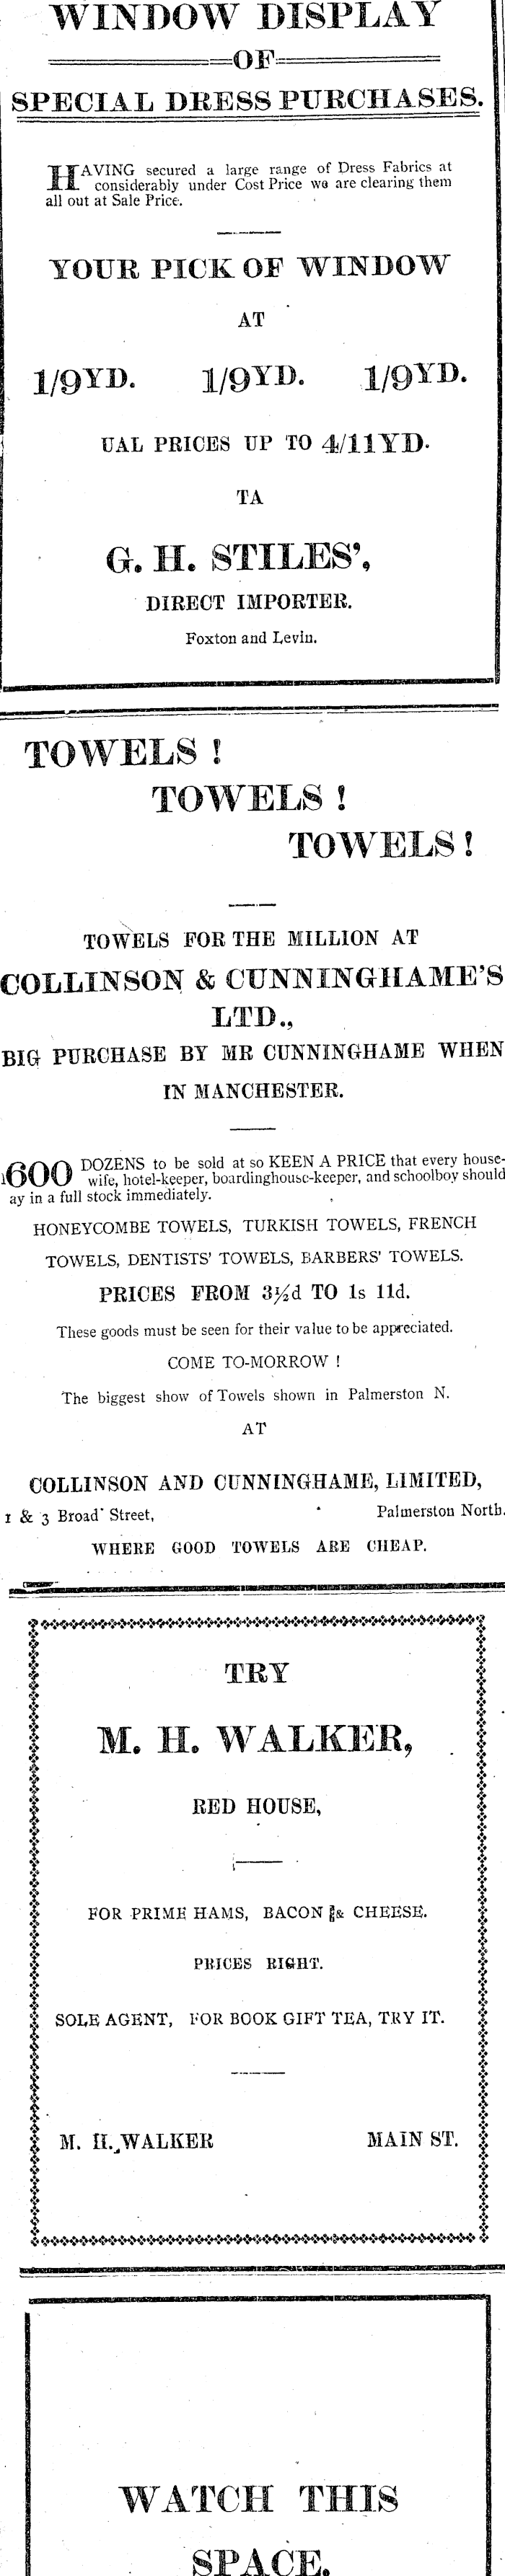 WINDOW DISPLAY
OF
SPECIAL DRESS PURCHASES.
HAVING secured a large range of Dress Fabrics at
considerably under Cost Price we are clearing them
all out at Sale Price.
YOUR PICK OF WINDOW
AT
1/9YD. 1/9YD. 1/9YD.
UAL PRICES UP TO 4/11YD.
TA
G. H. STILES',
DIRECT IMPORTER.
Foxton and Levin.
TOWELS !
TOWELS !
TOWELS !
TOWELS FOR THE MILLION AT
COLLINSON & CUNNINGHAME'S
LTD.,
BIG PURCHASE BY MR CUNNINGHAME WHEN
IN MANCHESTER.
1600 DOZENS to be sold at so KEEN A PRICE that every house-
wife, hotel-keeper, boardinghouse-keeper, and schoolboy should
ay in a full stock immediately.
HONEYCOMBE TOWELS, TURKISH TOWELS, FRENCH
TOWELS, DENTISTS' TOWELS, BARBERS' TOWELS.
PRICES FROM 3½d TO 1s 11d.
These goods must be seen for their value to be appreciated.
COME TO-MORROW !
The biggest show of Towels shown in Palmerston N.
AT
COLLINSON AND CUNNINGHAME, LIMITED,
1 & 3 Broad Street, Palmerston North.
WHERE GOOD TOWELS ARE CHEAP.
TRY
M. H. WALKER,
RED HOUSE,
FOR PRIME HAMS, BACON & CHEESE.
PRICES RIGHT.
SOLE AGENT, FOR BOOK GIFT TEA, TRY IT.
M. H. WALKER MAIN ST.
WATCH THIS
SPACE.